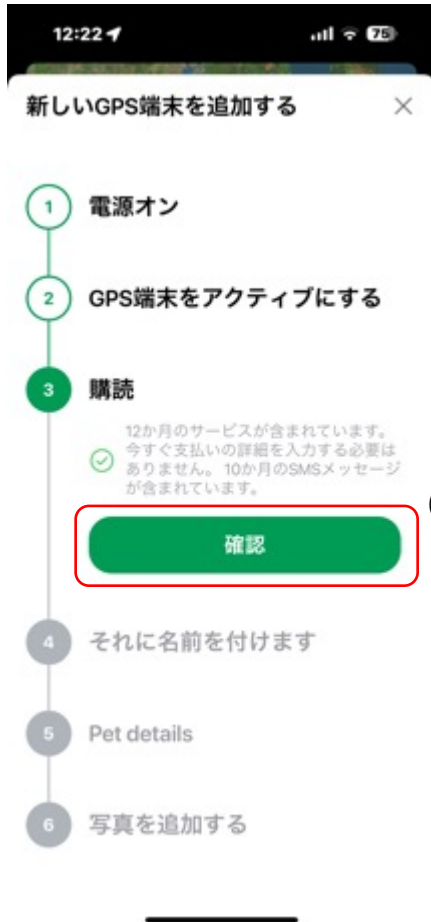 12:22
75
新しいGPS端末を追加する
1
電源オン
2
GPS端末をアクティブにする
3
購読
12か月のサービスが含まれています。
今すぐ支払いの詳細を入力する必要は
ありません。 10か月のSMSメッセージ
が含まれています。
確認
4
それに名前を付けます
5
Pet details
6
写真を追加する